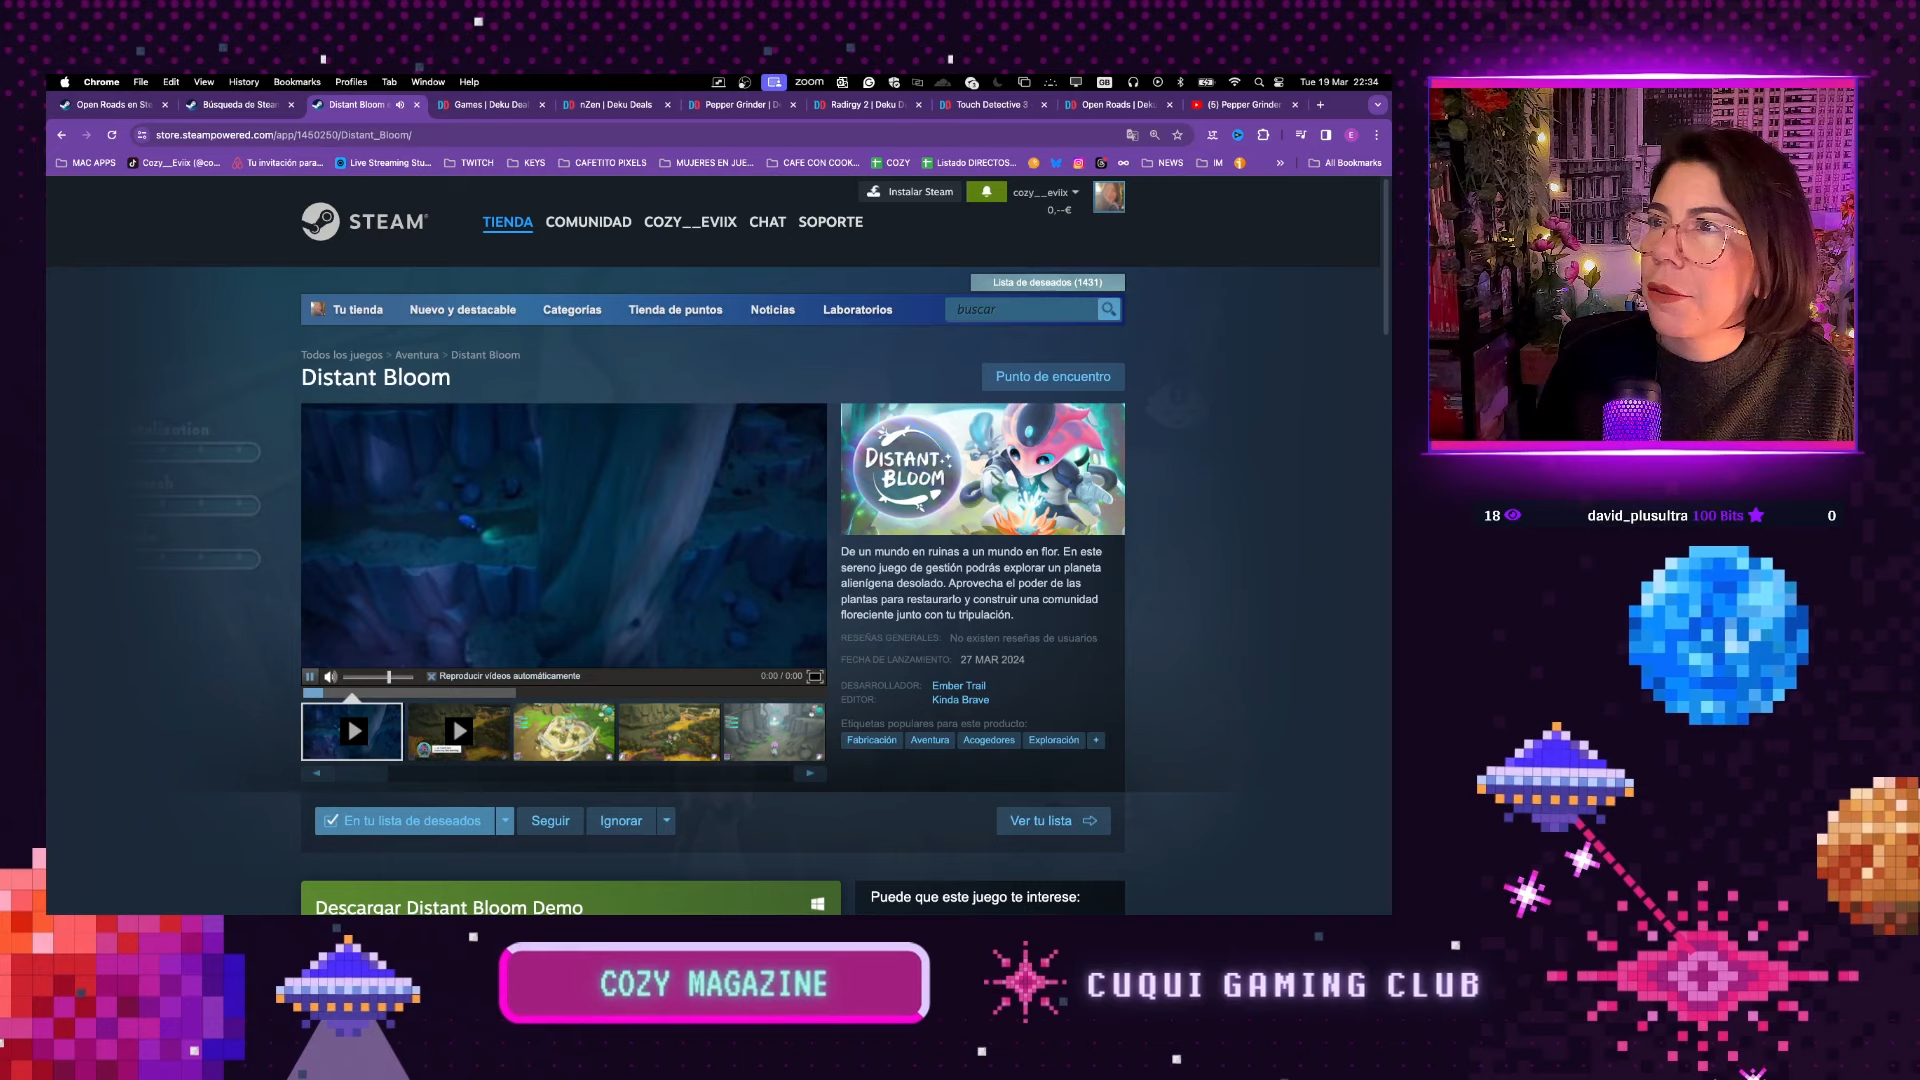 Chrome File Edit View History Bookmarks Profiles Tab Window Help zoom GB Tue 19 Mar 22:34
Open Roads en Ste Búsqueda de Steam Distant Bloom Games | Deku Deal nZen | Deku Deals Pepper Grinder | D Radirgy 2 | Deku D Touch Detective 3 Open Roads | Deku (5) Pepper Grinder
store.steampowered.com/app/1450250/Distant_Bloom/ E
MAC APPS Cozy__Eviix (@co... Tu invitación para... Live Streaming Stu... TWITCH KEYS CAFETITO PIXELS MUJERES EN JUE... CAFE CON COOK... COZY Listado DIRECTOS... NEWS IM » All Bookmarks
Instalar Steam cozy__eviix
0,--€
STEAM® TIENDA COMUNIDAD COZY__EVIIX CHAT SOPORTE
Lista de deseados (1431)
Tu tienda Nuevo y destacable Categorías Tienda de puntos Noticias Laboratorios buscar
Todos los juegos > Aventura > Distant Bloom
Distant Bloom
Punto de encuentro
DISTANT
BLOOM
De un mundo en ruinas a un mundo en flor. En este
sereno juego de gestión podrás explorar un planeta
alienígena desolado. Aprovecha el poder de las
plantas para restaurarlo y construir una comunidad
floreciente junto con tu tripulación.
RESEÑAS GENERALES: No existen reseñas de usuarios
FECHA DE LANZAMIENTO: 27 MAR 2024
DESARROLLADOR: Ember Trail
EDITOR: Kinda Brave
Etiquetas populares para este producto:
Fabricación Aventura Acogedores Exploración +
Reproducir vídeos automáticamente 0:00 / 0:00
En tu lista de deseados Seguir Ignorar Ver tu lista
Descargar Distant Bloom Demo
Puede que este juego te interese:
18 david_plusultra 100 Bits 0
COZY MAGAZINE
CUQUI GAMING CLUB